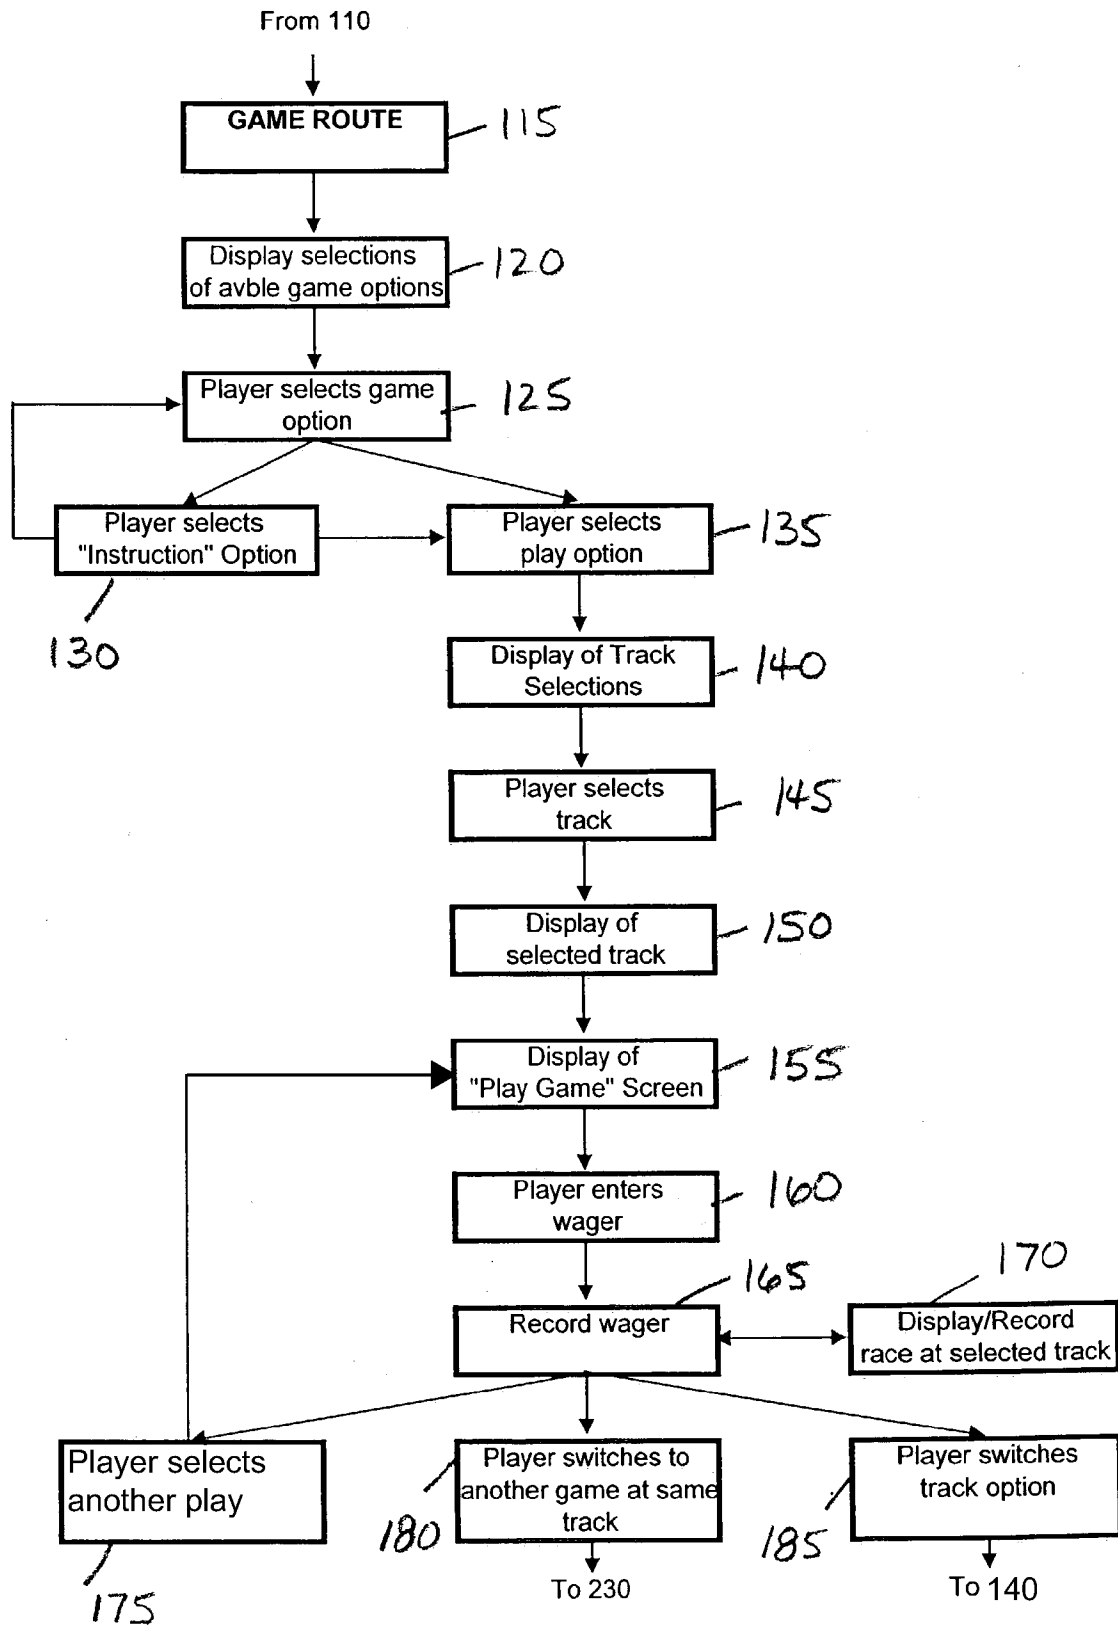 From 110
GAME ROUTE
115
Display selections
of avble game options
120
Player selects game
option
125
Player selects
"Instruction" Option
130
Player selects
play option
135
Display of Track
Selections
140
Player selects
track
145
Display of
selected track
150
Display of
"Play Game" Screen
155
Player enters
wager
160
Record wager
165
Display/Record
race at selected track
170
Player selects
another play
175
Player switches to
another game at same
track
180
Player switches
track option
185
To 230
To 140